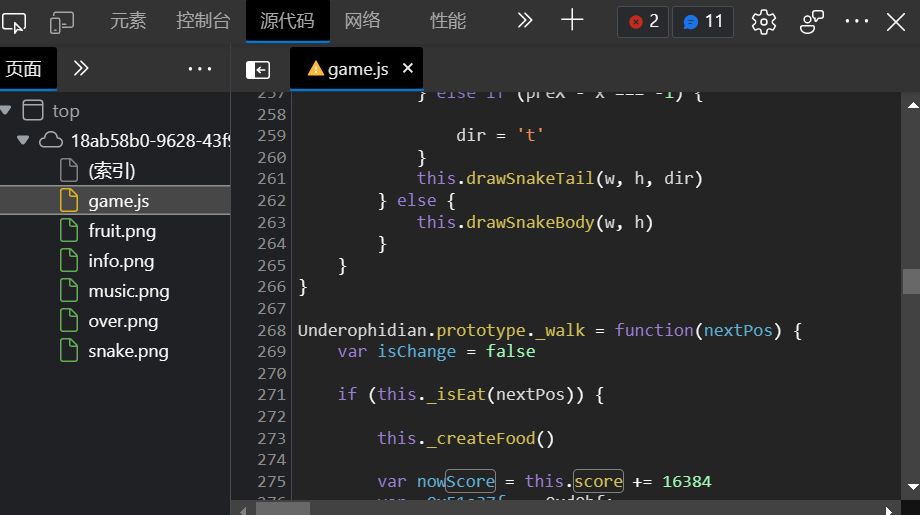 元素 控制台 源代码 网络 性能 2 11
页面 game.js
top
18ab58b0-9628-43f
(索引)
game.js
fruit.png
info.png
music.png
over.png
snake.png
257 } else if (prex - x === -1) {
258
259 dir = 't'
260 }
261 this.drawSnakeTail(w, h, dir)
262 } else {
263 this.drawSnakeBody(w, h)
264 }
265 }
266 }
267
268 Underophidian.prototype._walk = function(nextPos) {
269 var isChange = false
270
271 if (this._isEat(nextPos)) {
272
273 this._createFood()
274
275 var nowScore = this.score += 16384
276 var